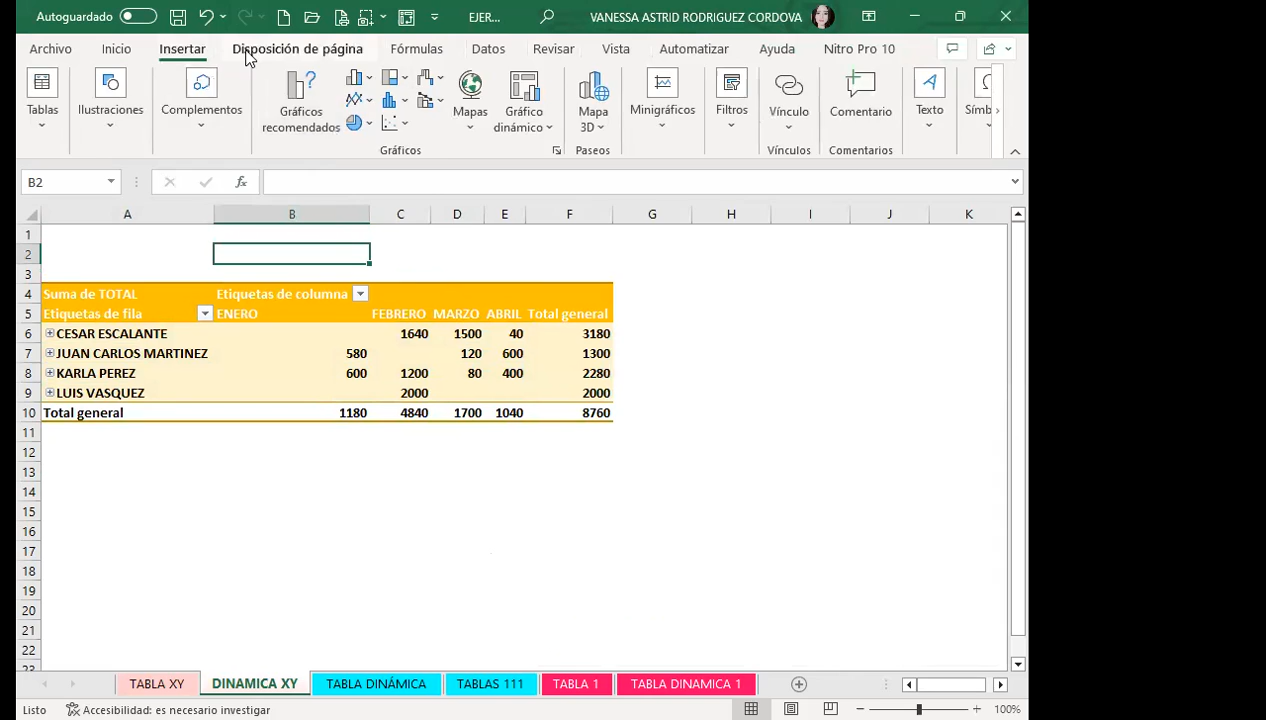 Autoguardado EJER... VANESSA ASTRID RODRIGUEZ CORDOVA
Archivo Inicio Insertar Disposición de página Fórmulas Datos Revisar Vista Automatizar Ayuda Nitro Pro 10
Tablas Ilustraciones Complementos Gráficos recomendados Mapas Gráfico dinámico Mapa 3D Minigráficos Filtros Vínculo Comentario Texto Símb
Gráficos Paseos Vínculos Comentarios
B2 fx
A B C D E F G H I J K
1
2
3
4 Suma de TOTAL Etiquetas de columna
5 Etiquetas de fila ENERO FEBRERO MARZO ABRIL Total general
6 CESAR ESCALANTE 1640 1500 40 3180
7 JUAN CARLOS MARTINEZ 580 120 600 1300
8 KARLA PEREZ 600 1200 80 400 2280
9 LUIS VASQUEZ 2000 2000
10 Total general 1180 4840 1700 1040 8760
11
12
13
14
15
16
17
18
19
20
21
22
23
TABLA XY DINAMICA XY TABLA DINÁMICA TABLAS 111 TABLA 1 TABLA DINAMICA 1
Listo Accesibilidad: es necesario investigar 100%